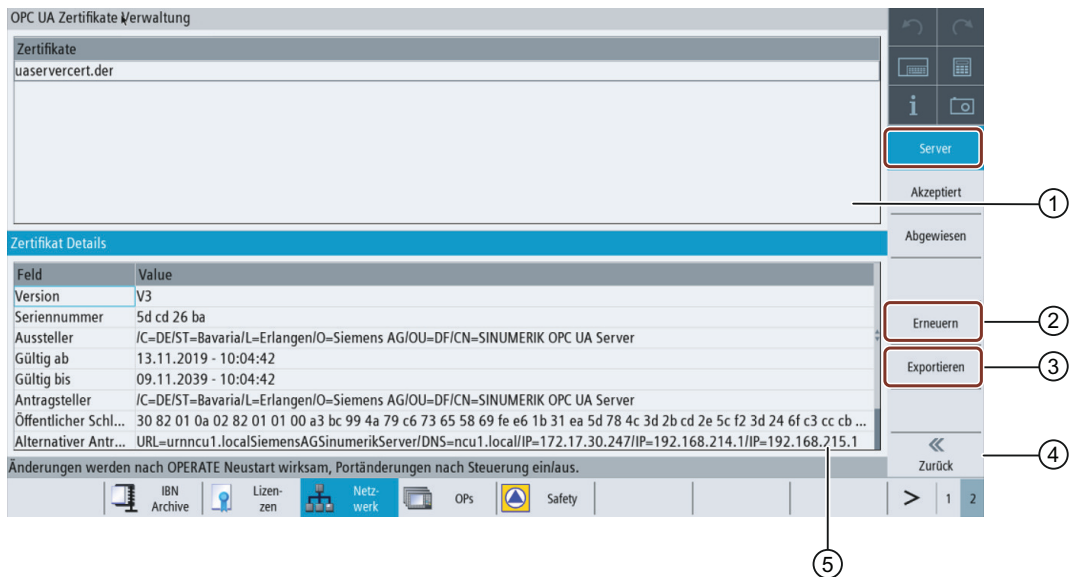 OPC UA Zertifikate Verwaltung
Zertifikate
uaservercert.der
i
Server
Akzeptiert
1
Abgewiesen
Zertifikat Details
Feld Value
Version V3
Seriennummer 5d cd 26 ba
Erneuern
2
Aussteller /C=DE/ST=Bavaria/L=Erlangen/O=Siemens AG/OU=DF/CN=SINUMERIK OPC UA Server
Gültig ab 13.11.2019 - 10:04:42
Exportieren
3
Gültig bis 09.11.2039 - 10:04:42
Antragsteller /C=DE/ST=Bavaria/L=Erlangen/O=Siemens AG/OU=DF/CN=SINUMERIK OPC UA Server
Öffentlicher Schl... 30 82 01 0a 02 82 01 01 00 a3 bc 99 4a 79 c6 73 65 58 69 fe e6 1b 31 ea 5d 78 4c 3d 2b cd 2e 5c f2 3d 24 6f c3 cc cb ...
Alternativer Antr... URL=urnncu1.localSiemensAGSinumerikServer/DNS=ncu1.local/IP=172.17.30.247/IP=192.168.214.1/IP=192.168.215.1
Änderungen werden nach OPERATE Neustart wirksam, Portänderungen nach Steuerung ein/aus.
«
Zurück
4
IBN
Archive
Lizen-
zen
Netz-
werk
OPs
Safety
> 1 2
5